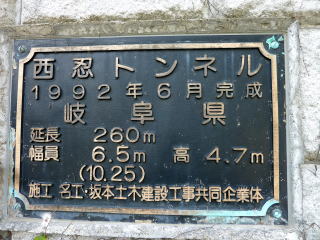 西忍トンネル
1992年6月完成
岐阜県
延長 260m
幅員 6.5m 高 4.7m
(10.25)
施工 名工・坂本土木建設工事共同企業体